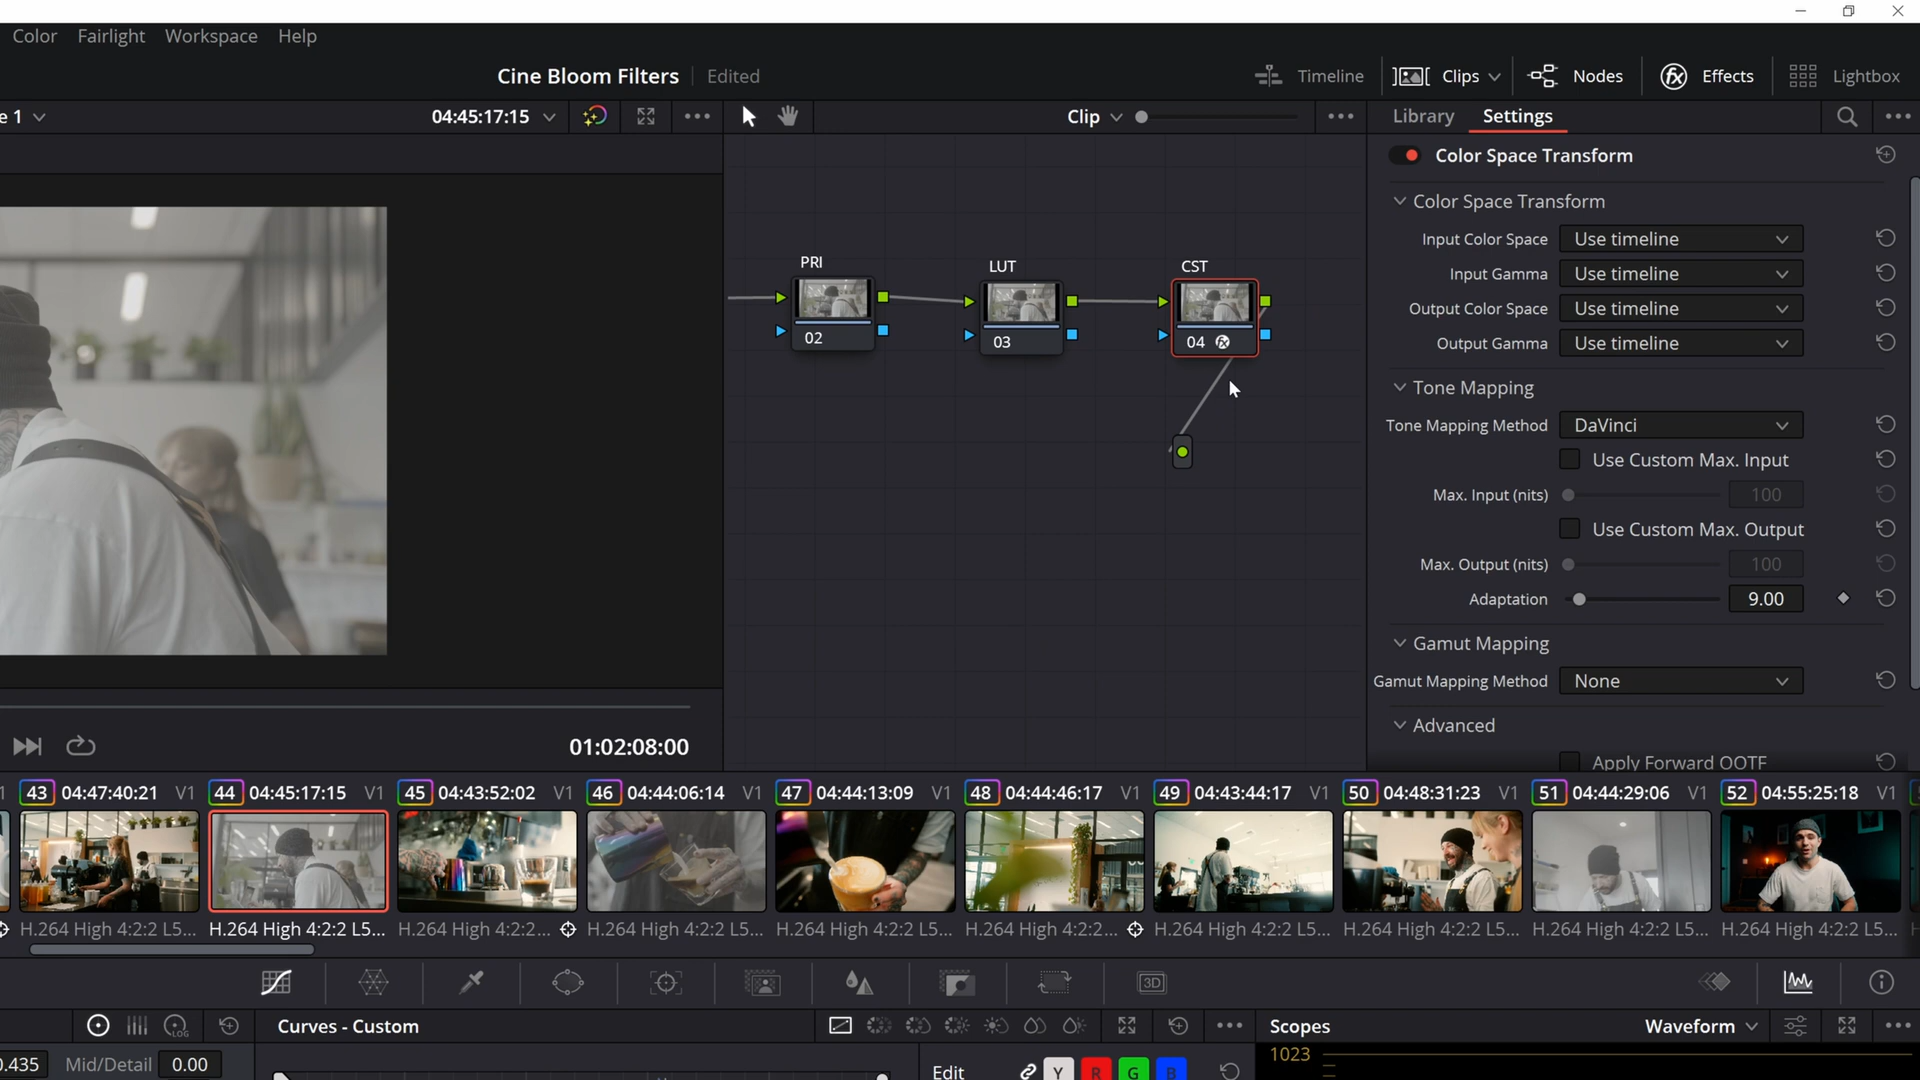 Color Fairlight Workspace Help
Cine Bloom Filters Edited Timeline Clips Nodes Effects Lightbox
e 1 04:45:17:15 Clip Library Settings
Color Space Transform
Color Space Transform
Input Color Space Use timeline
Input Gamma Use timeline
Output Color Space Use timeline
Output Gamma Use timeline
PRI LUT CST
02 03 04
Tone Mapping
Tone Mapping Method DaVinci
Use Custom Max. Input
Max. Input (nits) 100
Use Custom Max. Output
Max. Output (nits) 100
Adaptation 9.00
Gamut Mapping
Gamut Mapping Method None
Advanced
Apply Forward OOTF
01:02:08:00
43 04:47:40:21 V1 44 04:45:17:15 V1 45 04:43:52:02 V1 46 04:44:06:14 V1 47 04:44:13:09 V1 48 04:44:46:17 V1 49 04:43:44:17 V1 50 04:48:31:23 V1 51 04:44:29:06 V1 52 04:55:25:18 V1
H.264 High 4:2:2 L5... H.264 High 4:2:2 L5... H.264 High 4:2:2... H.264 High 4:2:2 L5... H.264 High 4:2:2 L5... H.264 High 4:2:2... H.264 High 4:2:2 L5... H.264 High 4:2:2 L5... H.264 High 4:2:2 L5... H.264 High 4:2:2 L5...
3D
LOG Curves - Custom Scopes Waveform
0.435 Mid/Detail 0.00 Edit Y R G B 1023